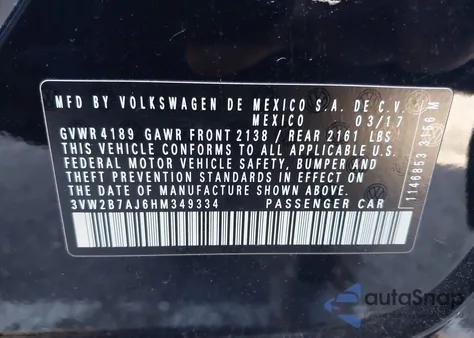 MFD BY VOLKSWAGEN DE MEXICO S.A. DE C.V.
MEXICO 03/17
GVWR 4189 GAWR FRONT 2138 / REAR 2161 LBS
THIS VEHICLE CONFORMS TO ALL APPLICABLE U.S.
FEDERAL MOTOR VEHICLE SAFETY, BUMPER AND
THEFT PREVENTION STANDARDS IN EFFECT ON
THE DATE OF MANUFACTURE SHOWN ABOVE.
3VW2B7AJ6HM349334 PASSENGER CAR
1146853 3156 M
autoSnap